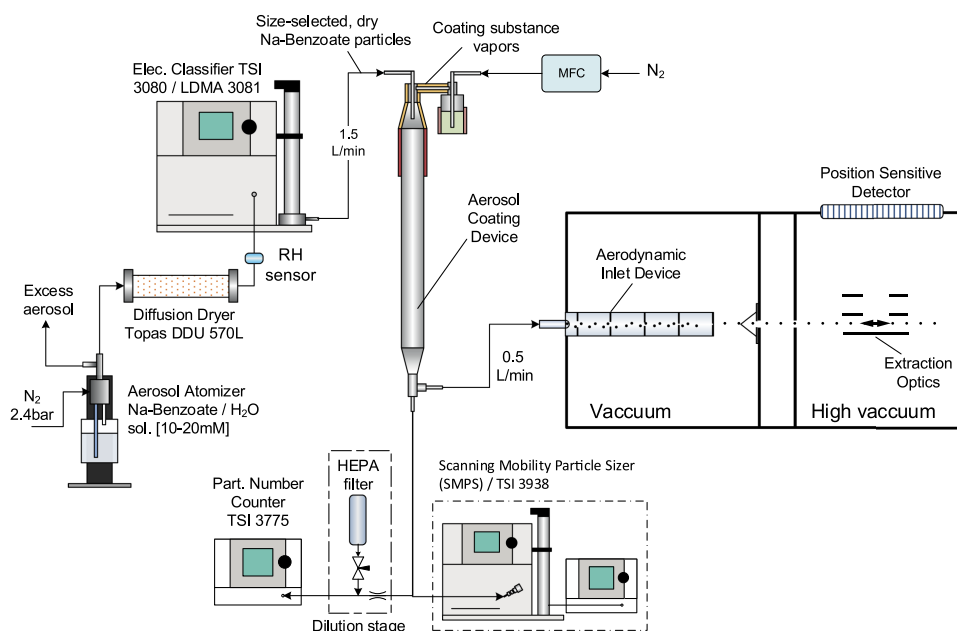 Size-selected, dry
Na-Benzoate particles
Coating substance
vapors
MFC
N₂
Elec. Classifier TSI
3080 / LDMA 3081
1.5
L/min
Position Sensitive
Detector
Aerosol
Coating
Device
RH
sensor
Aerodynamic
Inlet Device
Excess
aerosol
Diffusion Dryer
Topas DDU 570L
0.5
L/min
Extraction
Optics
N₂
2.4bar
Aerosol Atomizer
Na-Benzoate / H₂O
sol. [10-20mM]
Vaccuum
High vaccuum
HEPA
filter
Scanning Mobility Particle Sizer
(SMPS) / TSI 3938
Part. Number
Counter
TSI 3775
Dilution stage